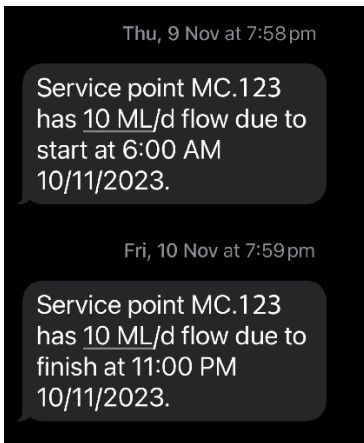 Thu, 9 Nov at 7:58 pm
Service point MC.123
has 10 ML/d flow due to
start at 6:00 AM
10/11/2023.
Fri, 10 Nov at 7:59 pm
Service point MC.123
has 10 ML/d flow due to
finish at 11:00 PM
10/11/2023.